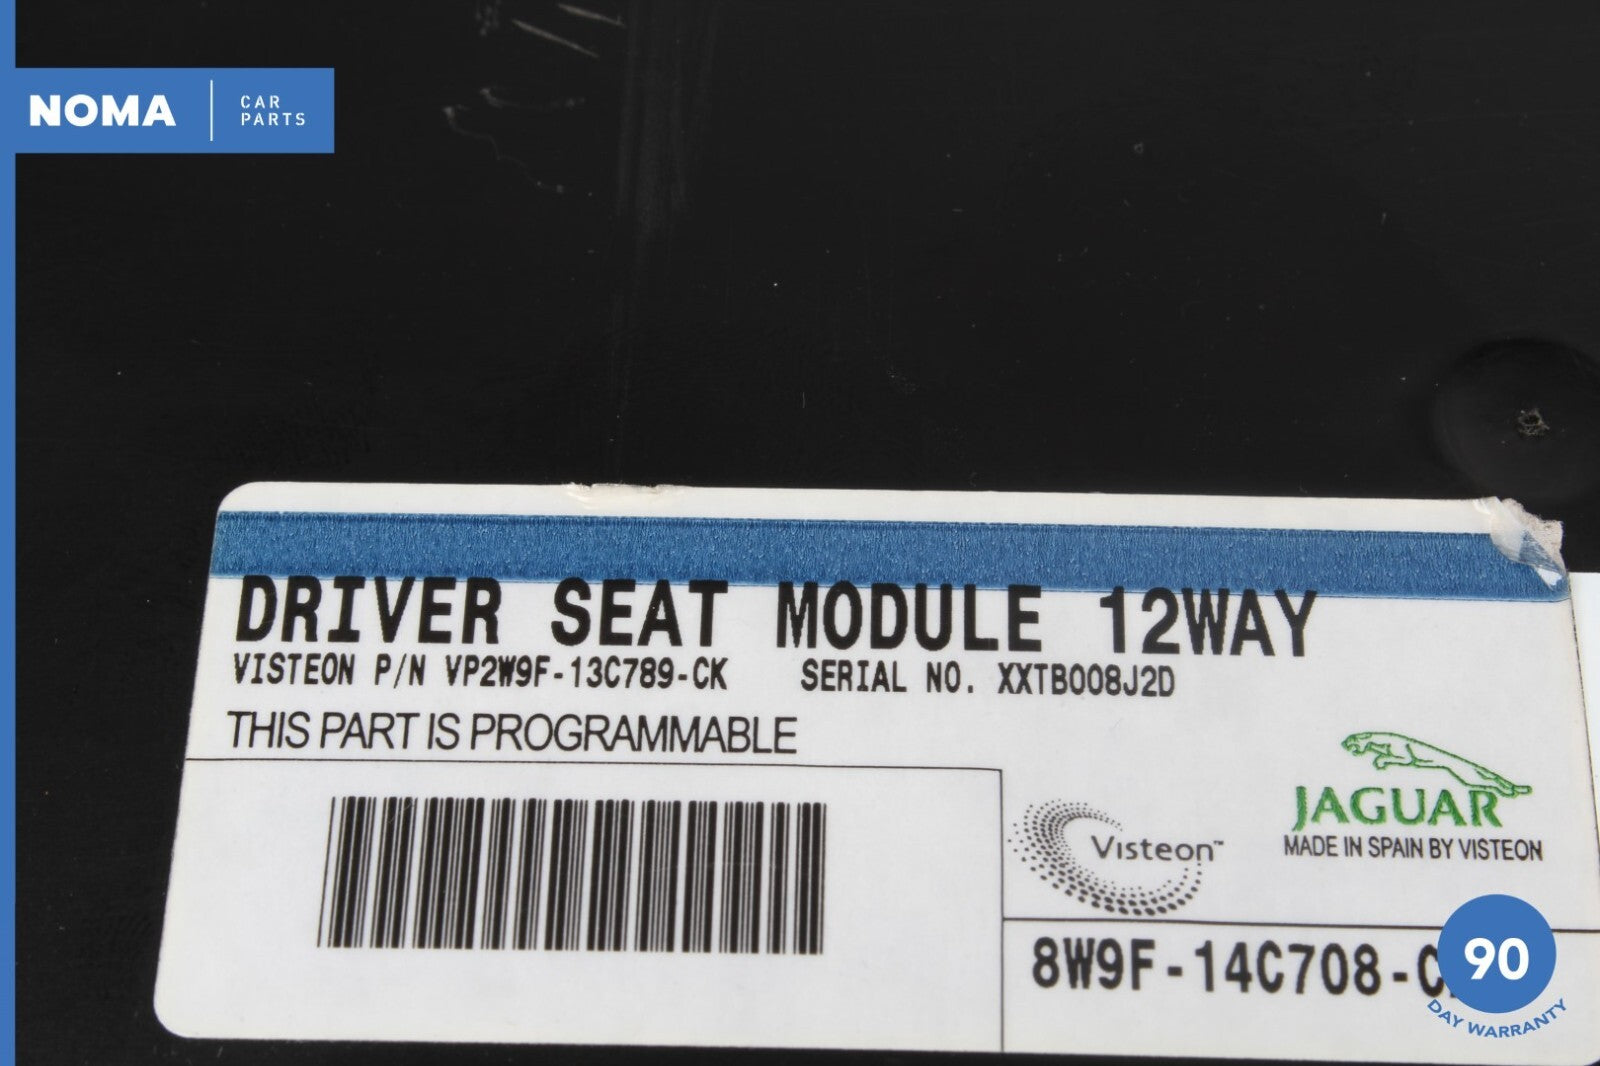 NOMA
CAR
PARTS
DRIVER SEAT MODULE 12WAY
VISTEON P/N VP2W9F-13C789-CK SERIAL NO. XXTB008J2D
THIS PART IS PROGRAMMABLE
JAGUAR
Visteon™
MADE IN SPAIN BY VISTEON
90
DAY WARRANTY